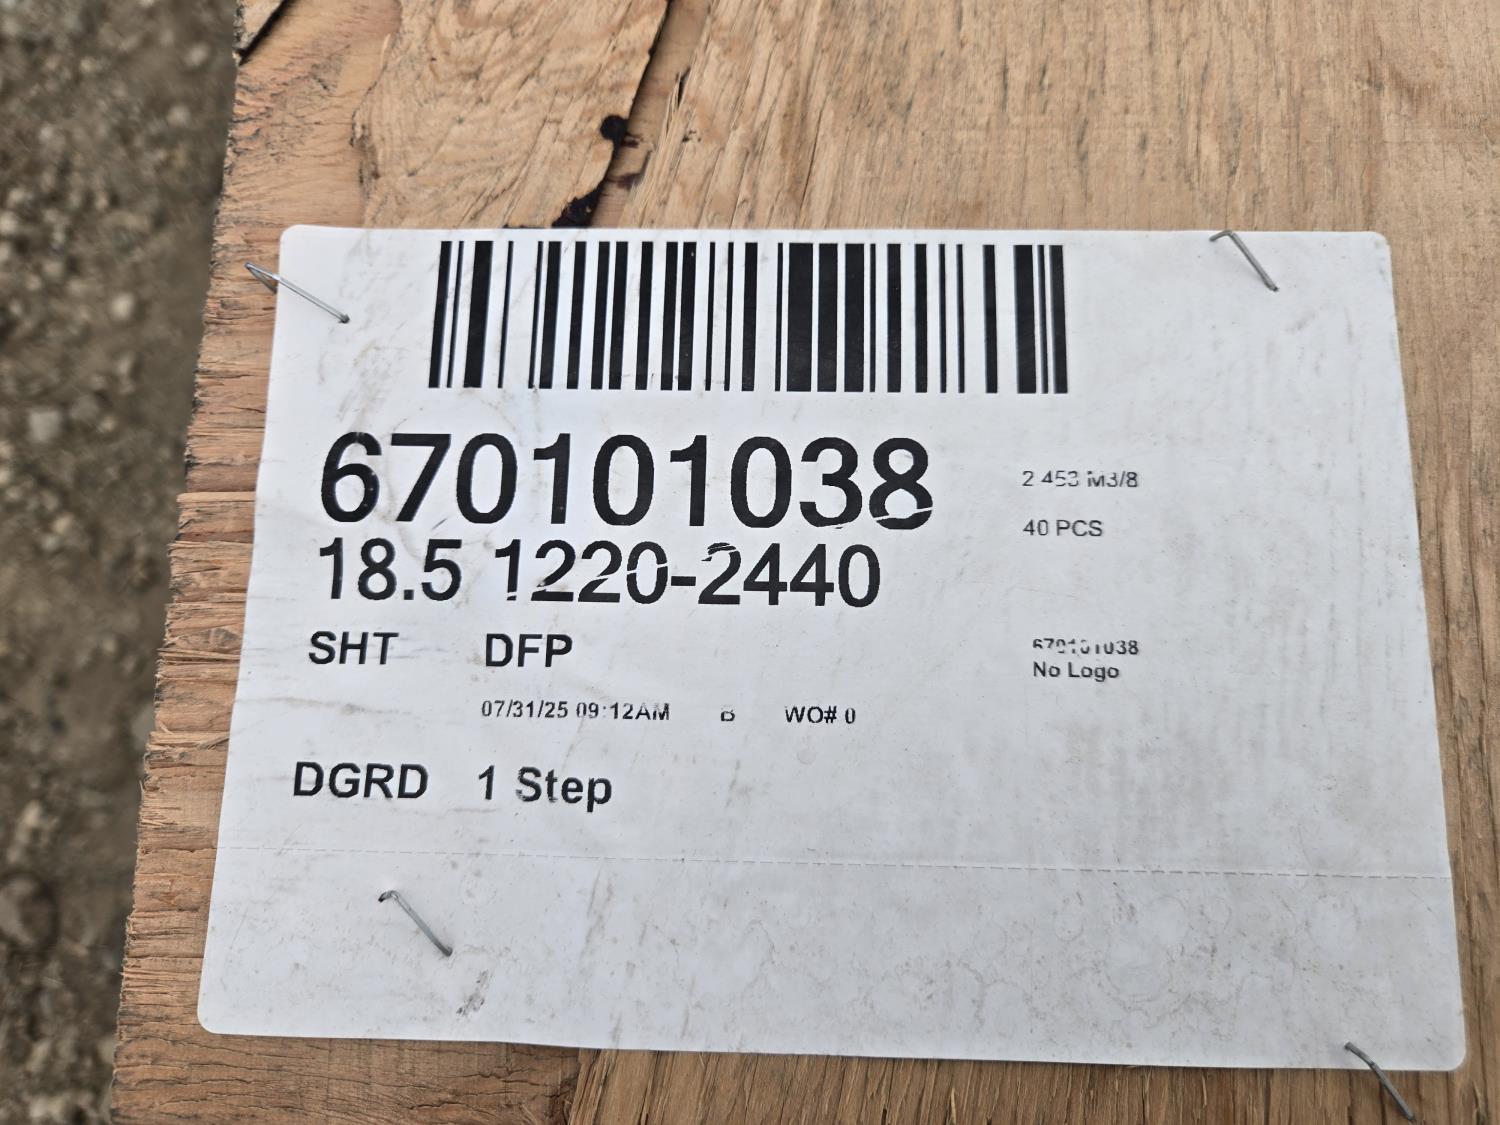 670101038
2 453 M3/8
18.5 1220-2440
40 PCS
SHT DFP
670101038
No Logo
07/31/25 09:12AM B WO# 0
DGRD 1 Step